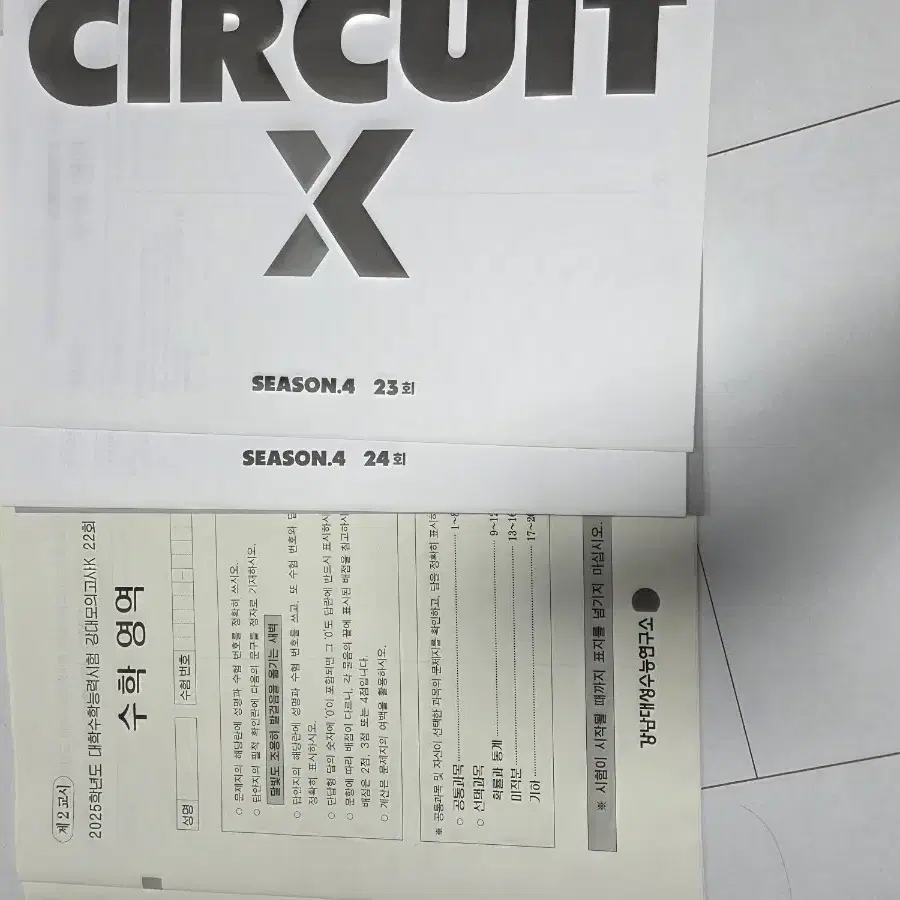 CIRCUIT
X
SEASON.4 23회
SEASON.4 24회
제 2 교시
2025학년도 대학수학능력시험 강대모의고사K 22회
수학 영역
성명
수험 번호
○ 문제지의 해당란에 성명과 수험 번호를 정확히 쓰시오.
○ 답안지의 필적 확인란에 다음의 문구를 정자로 기재하시오.
달빛도 조용히 발걸음을 옮기는 새벽
○ 답안지의 해당란에 성명과 수험 번호를 쓰고, 또 수험 번호와
정확히 표시하시오.
○ 단답형 답의 숫자에 '0'이 포함되면 그 '0'도 답란에 반드시 표시하시
○ 문항에 따라 배점이 다르니, 각 물음의 끝에 표시된 배점을 참고하시
배점은 2점, 3점 또는 4점입니다.
○ 계산은 문제지의 여백을 활용하시오.
※ 공통과목 및 자신이 선택한 과목의 문제지를 확인하고, 답을 정확히 표시하
○ 공통과목 1~8
○ 선택과목
확률과 통계 9~12
미적분 13~16
기하 17~20
※ 시험이 시작될 때까지 표지를 넘기지 마십시오.
강남대성수능연구소